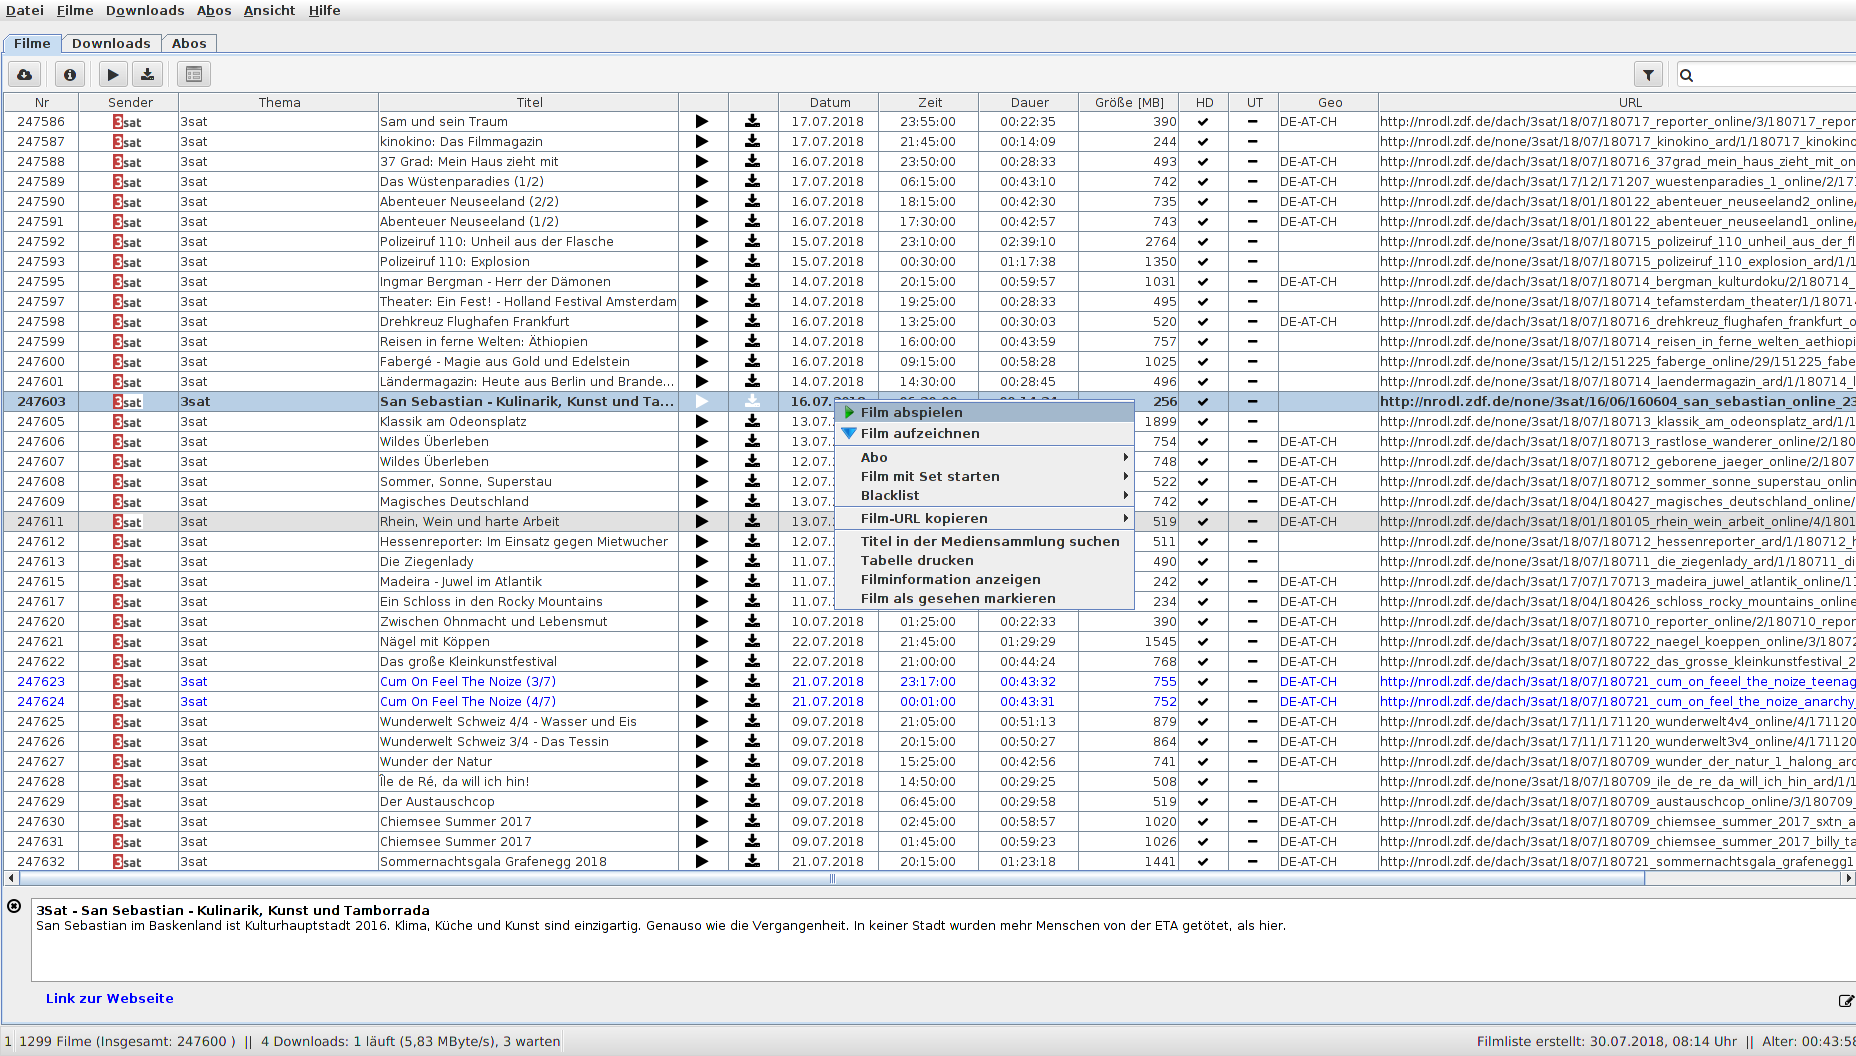 Datei Filme Downloads Abos Ansicht Hilfe
Filme Downloads Abos
Nr Sender Thema Titel Datum Zeit Dauer Größe [MB] HD UT Geo URL
247586 3sat 3sat Sam und sein Traum 17.07.2018 23:55:00 00:22:35 390 DE-AT-CH http://nrodl.zdf.de/dach/3sat/18/07/180717_reporter_online/3/180717_repor
247587 3sat 3sat kinokino: Das Filmmagazin 17.07.2018 21:45:00 00:14:09 244 http://nrodl.zdf.de/none/3sat/18/07/180717_kinokino_ard/1/180717_kinokino
247588 3sat 3sat 37 Grad: Mein Haus zieht mit 16.07.2018 23:50:00 00:28:33 493 DE-AT-CH http://nrodl.zdf.de/dach/3sat/18/07/180716_37grad_mein_haus_zieht_mit_on
247589 3sat 3sat Das Wüstenparadies (1/2) 17.07.2018 06:15:00 00:43:10 742 DE-AT-CH http://nrodl.zdf.de/dach/3sat/17/12/171207_wuestenparadies_1_online/2/17
247590 3sat 3sat Abenteuer Neuseeland (2/2) 16.07.2018 18:15:00 00:42:30 735 DE-AT-CH http://nrodl.zdf.de/dach/3sat/18/01/180122_abenteuer_neuseeland2_online/
247591 3sat 3sat Abenteuer Neuseeland (1/2) 16.07.2018 17:30:00 00:42:57 743 DE-AT-CH http://nrodl.zdf.de/dach/3sat/18/01/180122_abenteuer_neuseeland1_online/
247592 3sat 3sat Polizeiruf 110: Unheil aus der Flasche 15.07.2018 23:10:00 02:39:10 2764 http://nrodl.zdf.de/none/3sat/18/07/180715_polizeiruf_110_unheil_aus_der_fl
247593 3sat 3sat Polizeiruf 110: Explosion 15.07.2018 00:30:00 01:17:38 1350 http://nrodl.zdf.de/none/3sat/18/07/180715_polizeiruf_110_explosion_ard/1/1
247595 3sat 3sat Ingmar Bergman - Herr der Dämonen 14.07.2018 20:15:00 00:59:57 1031 DE-AT-CH http://nrodl.zdf.de/dach/3sat/18/07/180714_bergman_kulturdoku/2/180714_
247597 3sat 3sat Theater: Ein Fest! - Holland Festival Amsterdam 14.07.2018 19:25:00 00:28:33 495 http://nrodl.zdf.de/none/3sat/18/07/180714_tefamsterdam_theater/1/180714
247598 3sat 3sat Drehkreuz Flughafen Frankfurt 16.07.2018 13:25:00 00:30:03 520 DE-AT-CH http://nrodl.zdf.de/dach/3sat/18/07/180716_drehkreuz_flughafen_frankfurt_o
247599 3sat 3sat Reisen in ferne Welten: Äthiopien 14.07.2018 16:00:00 00:43:59 757 http://nrodl.zdf.de/none/3sat/18/07/180714_reisen_in_ferne_welten_aethiopi
247600 3sat 3sat Fabergé - Magie aus Gold und Edelstein 16.07.2018 09:15:00 00:58:28 1025 http://nrodl.zdf.de/none/3sat/15/12/151225_faberge_online/29/151225_fabe
247601 3sat 3sat Ländermagazin: Heute aus Berlin und Brande... 14.07.2018 14:30:00 00:28:45 496 http://nrodl.zdf.de/none/3sat/18/07/180714_laendermagazin_ard/1/180714_l
247603 3sat 3sat San Sebastian - Kulinarik, Kunst und Ta... 16.07. 256 http://nrodl.zdf.de/none/3sat/16/06/160604_san_sebastian_online_23
Film abspielen
247605 3sat 3sat Klassik am Odeonsplatz 13.07. 1899 http://nrodl.zdf.de/none/3sat/18/07/180713_klassik_am_odeonsplatz_ard/1/1
Film aufzeichnen
247606 3sat 3sat Wildes Überleben 13.07. 754 DE-AT-CH http://nrodl.zdf.de/dach/3sat/18/07/180713_rastlose_wanderer_online/2/180
Abo
247607 3sat 3sat Wildes Überleben 12.07. 748 DE-AT-CH http://nrodl.zdf.de/dach/3sat/18/07/180712_geborene_jaeger_online/2/1807
Film mit Set starten
247608 3sat 3sat Sommer, Sonne, Superstau 12.07. 522 DE-AT-CH http://nrodl.zdf.de/dach/3sat/18/07/180712_sommer_sonne_superstau_onlin
Blacklist
247609 3sat 3sat Magisches Deutschland 13.07. 742 DE-AT-CH http://nrodl.zdf.de/dach/3sat/18/04/180427_magisches_deutschland_online/
Film-URL kopieren
247611 3sat 3sat Rhein, Wein und harte Arbeit 13.07. 519 DE-AT-CH http://nrodl.zdf.de/dach/3sat/18/01/180105_rhein_wein_arbeit_online/4/1801
Titel in der Mediensammlung suchen
247612 3sat 3sat Hessenreporter: Im Einsatz gegen Mietwucher 12.07. 511 http://nrodl.zdf.de/none/3sat/18/07/180712_hessenreporter_ard/1/180712_h
Tabelle drucken
247613 3sat 3sat Die Ziegenlady 11.07. 490 http://nrodl.zdf.de/none/3sat/18/07/180711_die_ziegenlady_ard/1/180711_di
Filminformation anzeigen
247615 3sat 3sat Madeira - Juwel im Atlantik 11.07. 242 DE-AT-CH http://nrodl.zdf.de/dach/3sat/17/07/170713_madeira_juwel_atlantik_online/11
Film als gesehen markieren
247617 3sat 3sat Ein Schloss in den Rocky Mountains 11.07. 234 DE-AT-CH http://nrodl.zdf.de/dach/3sat/18/04/180426_schloss_rocky_mountains_online
247620 3sat 3sat Zwischen Ohnmacht und Lebensmut 10.07.2018 01:25:00 00:22:33 390 DE-AT-CH http://nrodl.zdf.de/dach/3sat/18/07/180710_reporter_online/2/180710_repor
247621 3sat 3sat Nägel mit Köppen 22.07.2018 21:45:00 01:29:29 1545 DE-AT-CH http://nrodl.zdf.de/dach/3sat/18/07/180722_naegel_koeppen_online/3/18072
247622 3sat 3sat Das große Kleinkunstfestival 22.07.2018 21:00:00 00:44:24 768 DE-AT-CH http://nrodl.zdf.de/dach/3sat/18/07/180722_das_grosse_kleinkunstfestival_2
247623 3sat 3sat Cum On Feel The Noize (3/7) 21.07.2018 23:17:00 00:43:32 755 DE-AT-CH http://nrodl.zdf.de/dach/3sat/18/07/180721_cum_on_feeel_the_noize_teenag
247624 3sat 3sat Cum On Feel The Noize (4/7) 21.07.2018 00:01:00 00:43:31 752 DE-AT-CH http://nrodl.zdf.de/dach/3sat/18/07/180721_cum_on_feel_the_noize_anarchy_
247625 3sat 3sat Wunderwelt Schweiz 4/4 - Wasser und Eis 09.07.2018 21:05:00 00:51:13 879 DE-AT-CH http://nrodl.zdf.de/dach/3sat/17/11/171120_wunderwelt4v4_online/4/171120
247626 3sat 3sat Wunderwelt Schweiz 3/4 - Das Tessin 09.07.2018 20:15:00 00:50:27 864 DE-AT-CH http://nrodl.zdf.de/dach/3sat/17/11/171120_wunderwelt3v4_online/4/171120
247627 3sat 3sat Wunder der Natur 09.07.2018 15:25:00 00:42:56 741 DE-AT-CH http://nrodl.zdf.de/dach/3sat/18/07/180709_wunder_der_natur_1_halong_ard
247628 3sat 3sat Île de Ré, da will ich hin! 09.07.2018 14:50:00 00:29:25 508 http://nrodl.zdf.de/none/3sat/18/07/180709_ile_de_re_da_will_ich_hin_ard/1/1
247629 3sat 3sat Der Austauschcop 09.07.2018 06:45:00 00:29:58 519 DE-AT-CH http://nrodl.zdf.de/dach/3sat/18/07/180709_austauschcop_online/3/180709_
247630 3sat 3sat Chiemsee Summer 2017 09.07.2018 02:45:00 00:58:57 1020 DE-AT-CH http://nrodl.zdf.de/dach/3sat/18/07/180709_chiemsee_summer_2017_sxtn_a
247631 3sat 3sat Chiemsee Summer 2017 09.07.2018 01:45:00 00:59:23 1026 DE-AT-CH http://nrodl.zdf.de/dach/3sat/18/07/180709_chiemsee_summer_2017_billy_ta
247632 3sat 3sat Sommernachtsgala Grafenegg 2018 21.07.2018 20:15:00 01:23:18 1441 DE-AT-CH http://nrodl.zdf.de/dach/3sat/18/07/180721_sommernachtsgala_grafenegg1
3Sat - San Sebastian - Kulinarik, Kunst und Tamborrada
San Sebastian im Baskenland ist Kulturhauptstadt 2016. Klima, Küche und Kunst sind einzigartig. Genauso wie die Vergangenheit. In keiner Stadt wurden mehr Menschen von der ETA getötet, als hier.
Link zur Webseite
1 1299 Filme (Insgesamt: 247600 ) || 4 Downloads: 1 läuft (5,83 MByte/s), 3 warten Filmliste erstellt: 30.07.2018, 08:14 Uhr || Alter: 00:43:58